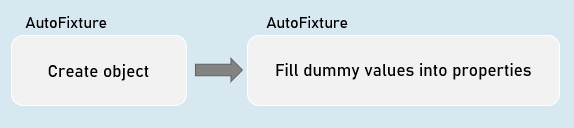 AutoFixture
Create object
AutoFixture
Fill dummy values into properties